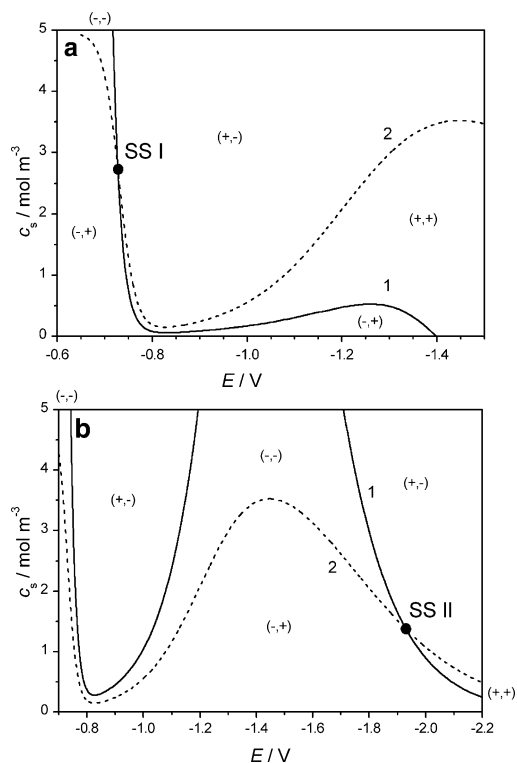 (-,-)
a
5
4
3
2
1
0
c_s / mol m^-3
SS I
(+,-)
2
(-,+)
(+,+)
1
(-,+)
-0.6 -0.8 -1.0 -1.2 -1.4
E / V
(-,-)
b
5
4
3
2
1
0
c_s / mol m^-3
(-,-)
(+,-)
1
(+,-)
2
SS II
(-,+)
(+,+)
-0.8 -1.0 -1.2 -1.4 -1.6 -1.8 -2.0 -2.2
E / V